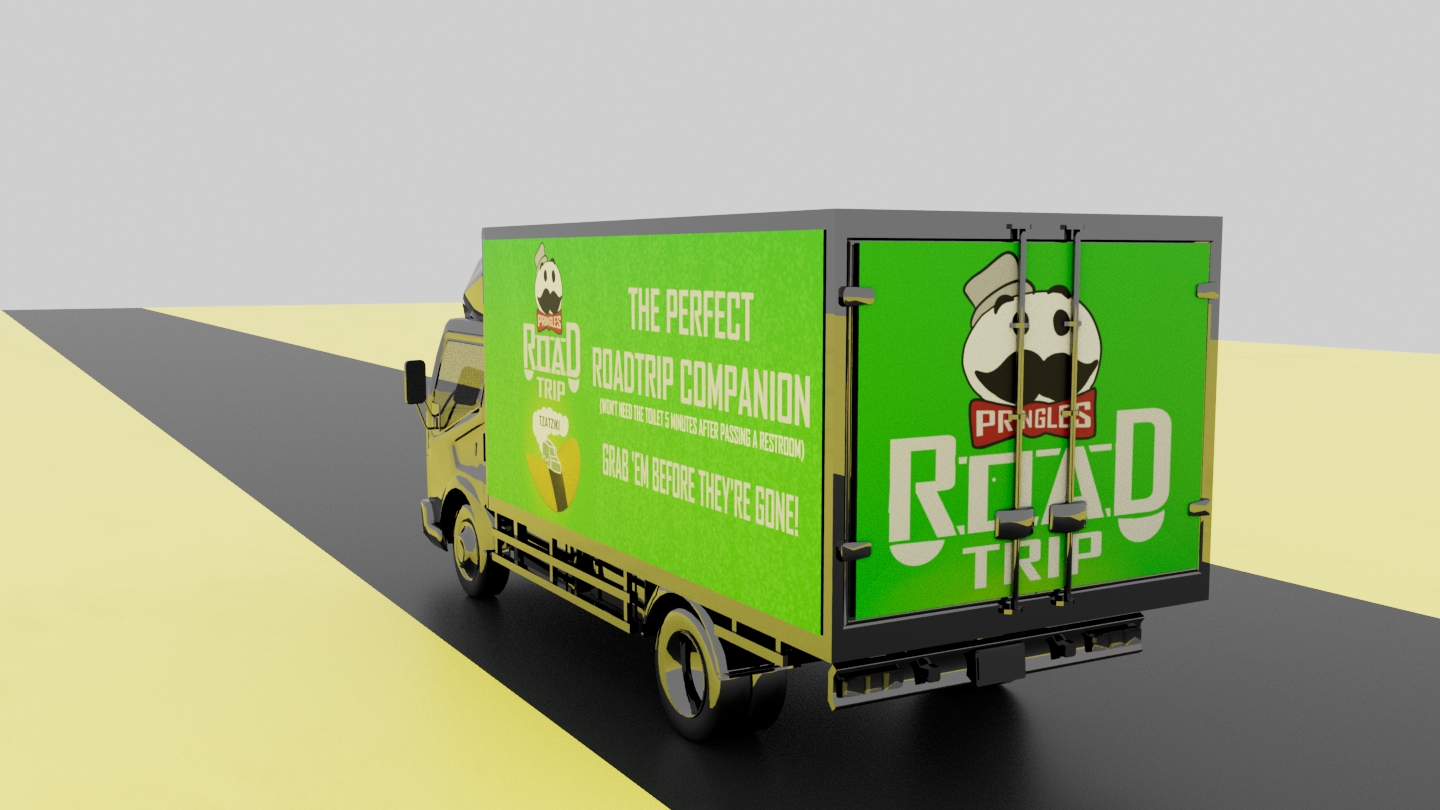 PRINGLES
ROAD
TRIP
TZATZIKI
THE PERFECT
ROADTRIP COMPANION
(WON'T NEED THE TOILET 5 MINUTES AFTER PASSING A RESTROOM)
GRAB 'EM BEFORE THEY'RE GONE!
PRINGLES
ROAD
TRIP